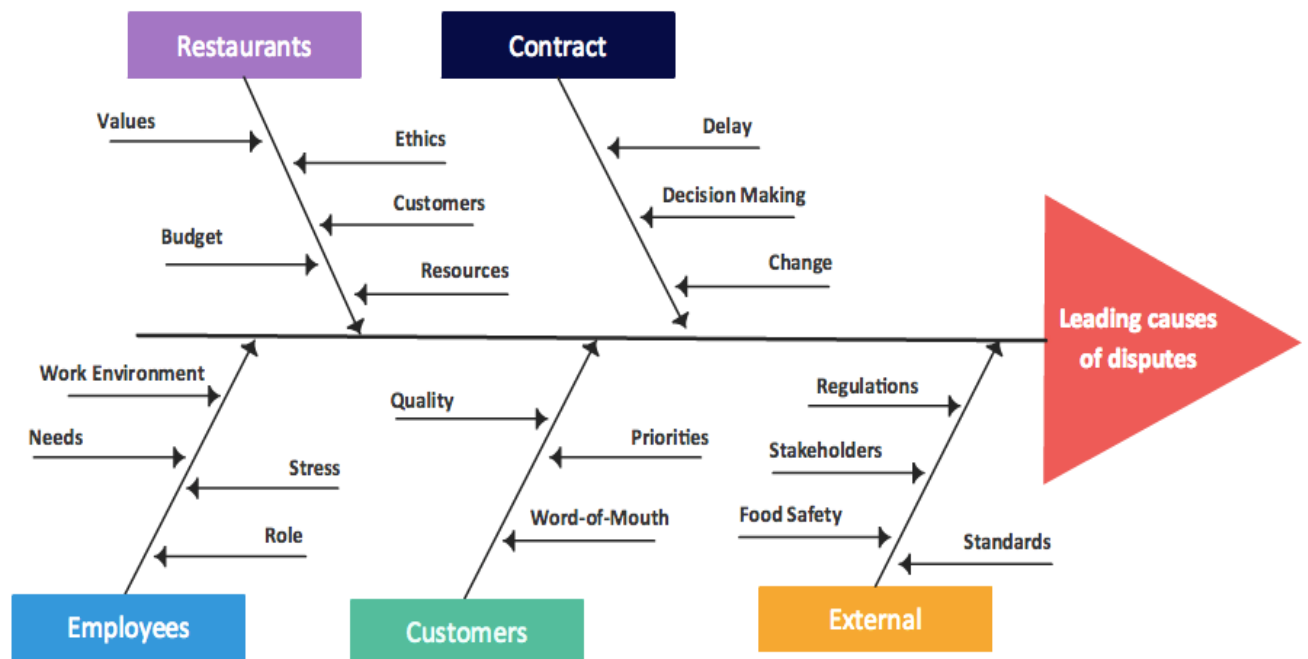 Restaurants
Contract
Values
Ethics
Customers
Budget
Resources
Delay
Decision Making
Change
Leading causes
of disputes
Work Environment
Needs
Stress
Role
Quality
Priorities
Word-of-Mouth
Regulations
Stakeholders
Food Safety
Standards
Employees
Customers
External